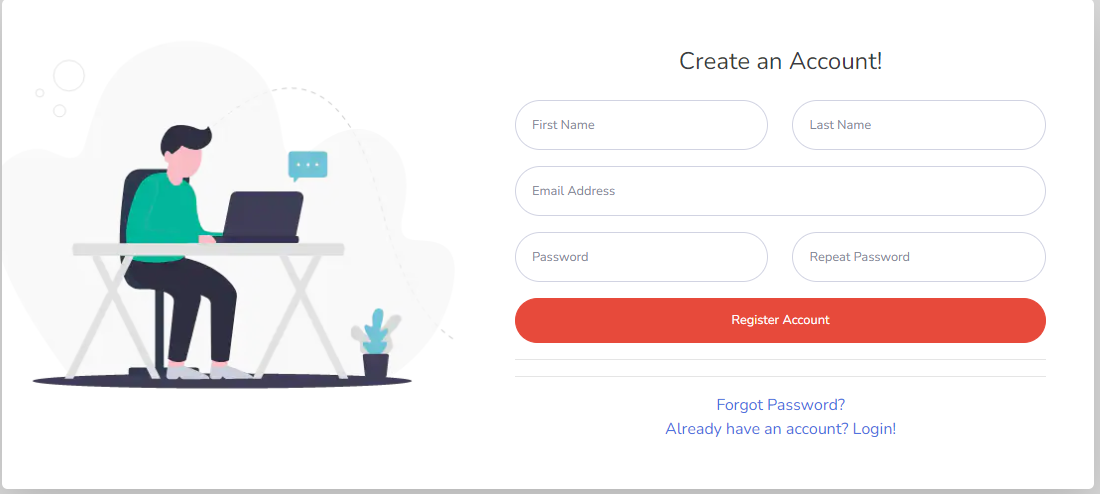 Create an Account!
First Name
Last Name
Email Address
Password
Repeat Password
Register Account
Forgot Password?
Already have an account? Login!